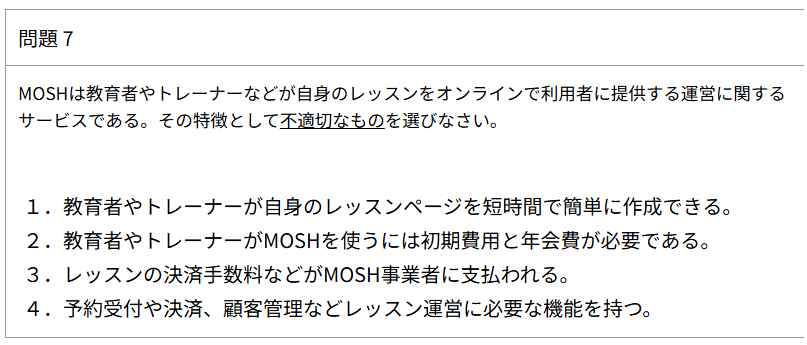 問題７
MOSHは教育者やトレーナーなどが自身のレッスンをオンラインで利用者に提供する運営に関する
サービスである。その特徴として不適切なものを選びなさい。
１．教育者やトレーナーが自身のレッスンページを短時間で簡単に作成できる。
２．教育者やトレーナーがMOSHを使うには初期費用と年会費が必要である。
３．レッスンの決済手数料などがMOSH事業者に支払われる。
４．予約受付や決済、顧客管理などレッスン運営に必要な機能を持つ。